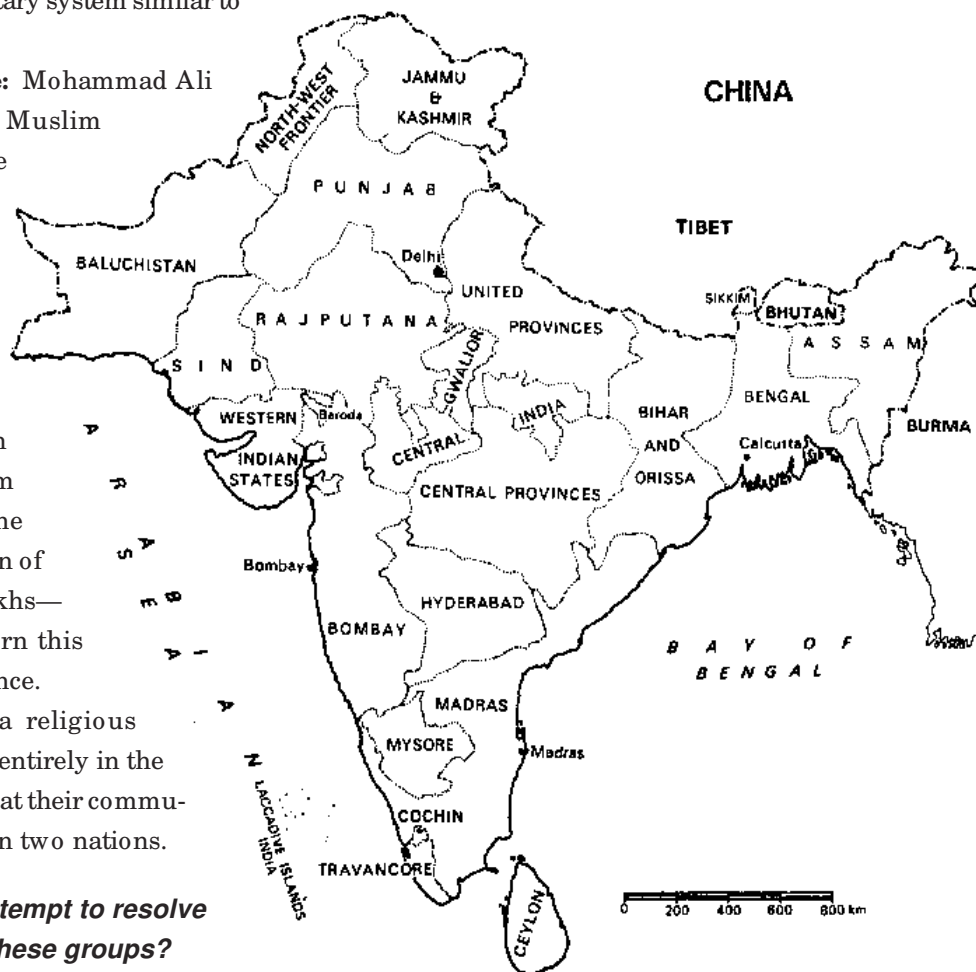 tary system similar to
: Mohammad Ali
Muslim
m
khs—
rn this
nce.
a religious
entirely in the
at their commu-
n two nations.
tempt to resolve
hese groups?
CHINA
JAMMU
&
KASHMIR
NORTH-WEST
FRONTIER
PUNJAB
TIBET
BALUCHISTAN
Delhi
UNITED
PROVINCES
SIKKIM
BHUTAN
ASSAM
RAJPUTANA
GWALIOR
SIND
WESTERN
INDIAN
STATES
Baroda
CENTRAL
INDIA
BIHAR
AND
ORISSA
BENGAL
BURMA
Calcutta
CENTRAL PROVINCES
ARABIAN
SEA
Bombay
HYDERABAD
BOMBAY
BAY OF
BENGAL
MADRAS
Madras
MYSORE
COCHIN
LACCADIVE ISLANDS
INDIA
TRAVANCORE
CEYLON
0 200 400 600 800 km